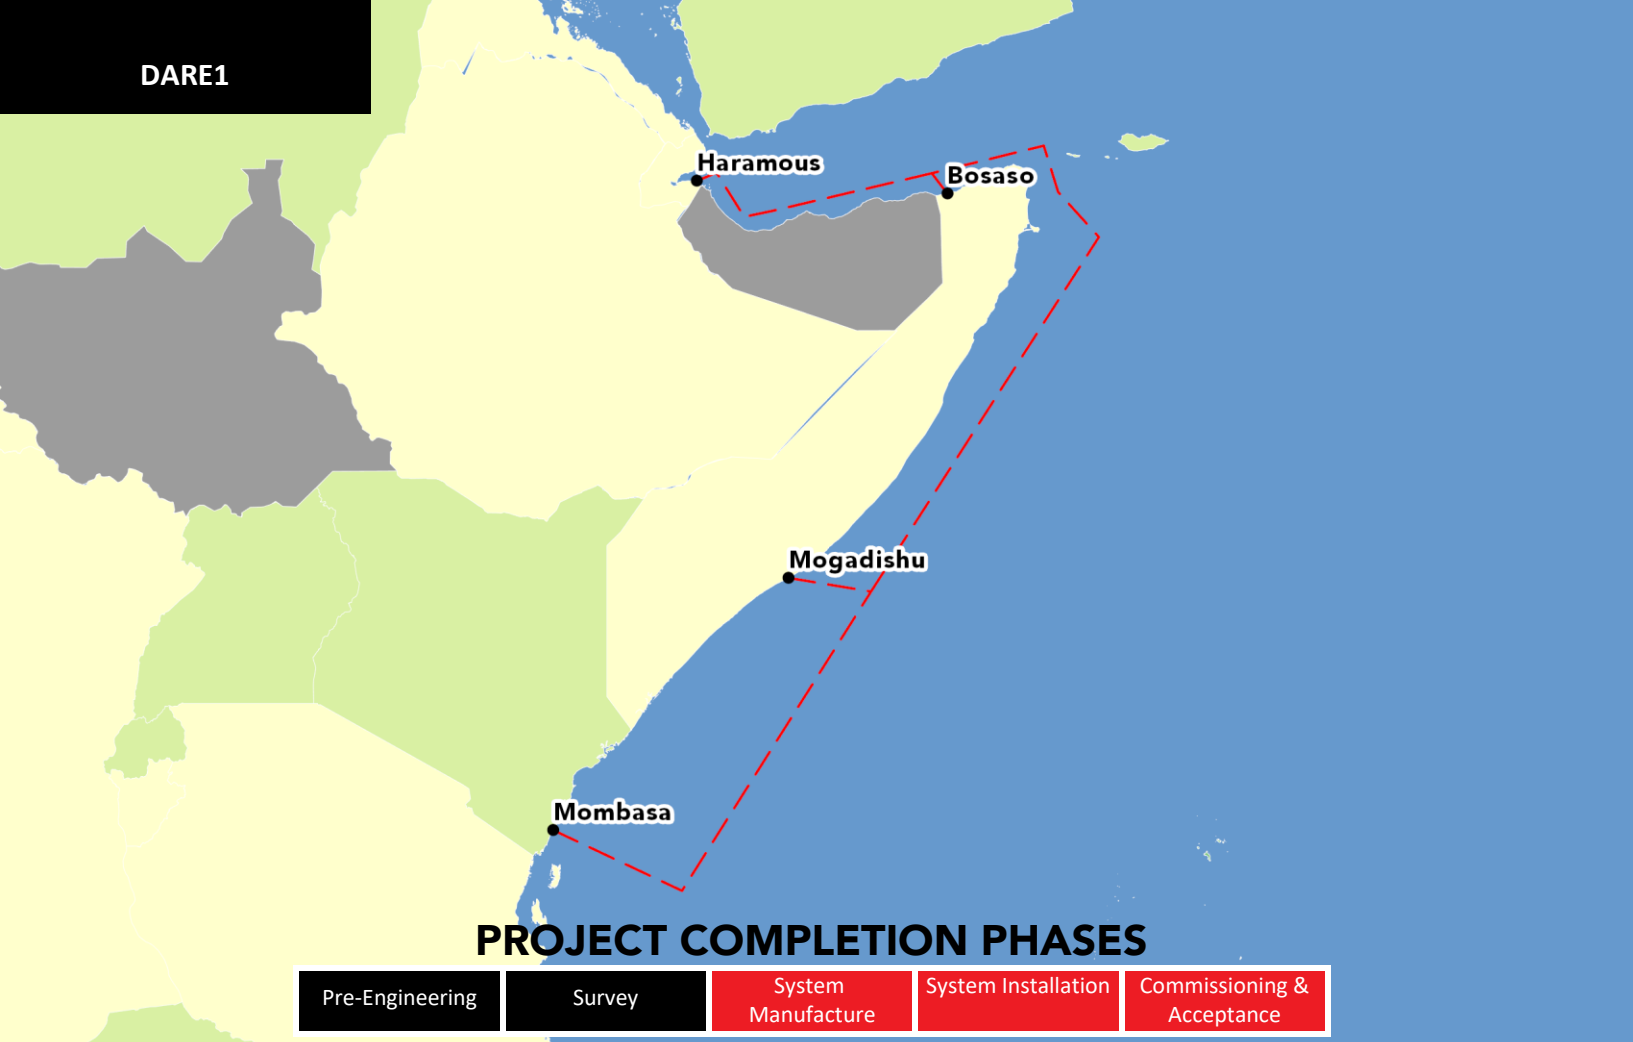 DARE1
Haramous
Bosaso
Mogadishu
Mombasa
PROJECT COMPLETION PHASES
Pre-Engineering
Survey
System
Manufacture
System Installation
Commissioning &
Acceptance